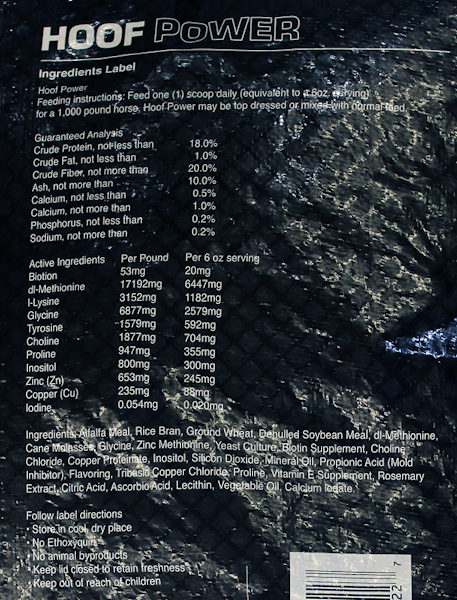 HOOF POWER
Ingredients Label
Hoof Power
Feeding instructions: Feed one (1) scoop daily (equivalent to a 6oz. serving)
for a 1,000 pound horse. Hoof Power may be top dressed or mixed with normal feed.
Guaranteed Analysis
Crude Protein, not less than 18.0%
Crude Fat, not less than 1.0%
Crude Fiber, not more than 20.0%
Ash, not more than 10.0%
Calcium, not less than 0.5%
Calcium, not more than 1.0%
Phosphorus, not less than 0.2%
Sodium, not more than 0.2%
Active Ingredients Per Pound Per 6 oz serving
Biotion 53mg 20mg
dl-Methionine 17192mg 6447mg
l-Lysine 3152mg 1182mg
Glycine 6877mg 2579mg
Tyrosine 1579mg 592mg
Choline 1877mg 704mg
Proline 947mg 355mg
Inositol 800mg 300mg
Zinc (Zn) 653mg 245mg
Copper (Cu) 235mg 88mg
Iodine 0.054mg 0.020mg
Ingredients: Alfalfa Meal, Rice Bran, Ground Wheat, Dehulled Soybean Meal, dl-Methionine,
Cane Molasses, Glycine, Zinc Methionine, Yeast Culture, Biotin Supplement, Choline
Chloride, Copper Proteinate, Inositol, Silicon Dioxide, Mineral Oil, Propionic Acid (Mold
Inhibitor), Flavoring, Tribasic Copper Chloride, Proline, Vitamin E Supplement, Rosemary
Extract, Citric Acid, Ascorbic Acid, Lecithin, Vegetable Oil, Calcium Iodate.
Follow label directions
· Store in cool, dry place
· No Ethoxyquin
· No animal byproducts
· Keep lid closed to retain freshness
· Keep out of reach of children
7
22